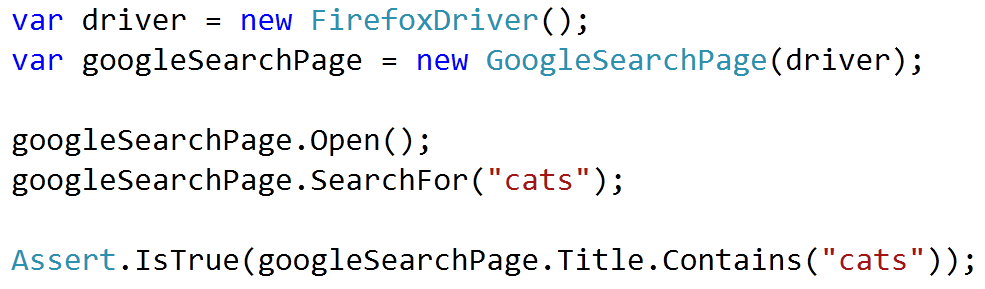 var driver = new FirefoxDriver();
var googleSearchPage = new GoogleSearchPage(driver);
googleSearchPage.Open();
googleSearchPage.SearchFor("cats");
Assert.IsTrue(googleSearchPage.Title.Contains("cats"));